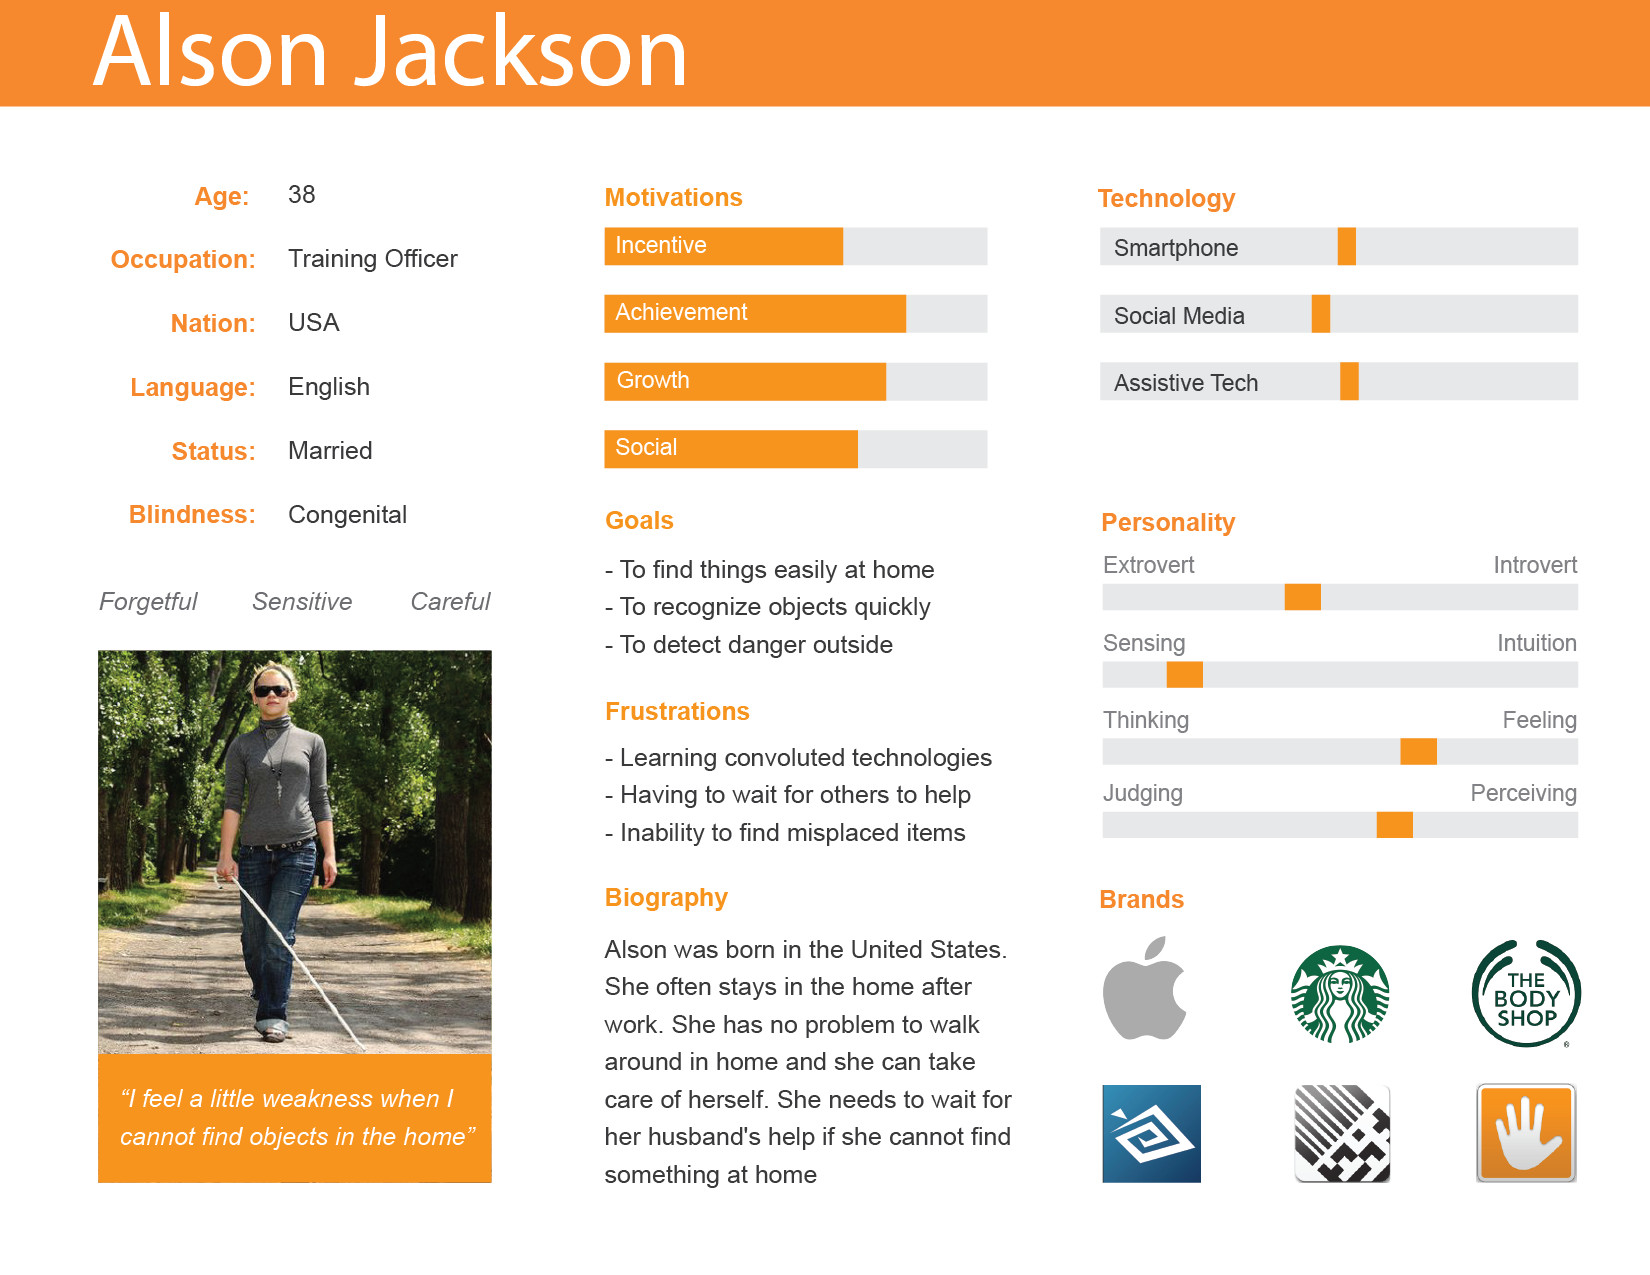 Alson Jackson
Age: 38
Occupation: Training Officer
Nation: USA
Language: English
Status: Married
Blindness: Congenital
Forgetful Sensitive Careful
“I feel a little weakness when I
cannot find objects in the home”
Motivations
Incentive
Achievement
Growth
Social
Goals
- To find things easily at home
- To recognize objects quickly
- To detect danger outside
Frustrations
- Learning convoluted technologies
- Having to wait for others to help
- Inability to find misplaced items
Biography
Alson was born in the United States.
She often stays in the home after
work. She has no problem to walk
around in home and she can take
care of herself. She needs to wait for
her husband's help if she cannot find
something at home
Technology
Smartphone
Social Media
Assistive Tech
Personality
Extrovert Introvert
Sensing Intuition
Thinking Feeling
Judging Perceiving
Brands
THE
BODY
SHOP
®